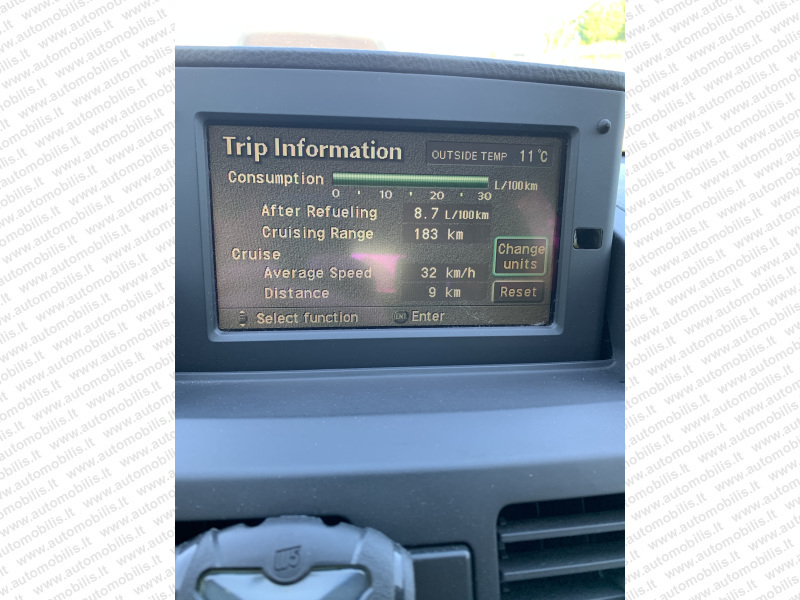 Trip Information
OUTSIDE TEMP 11°C
Consumption
L/100km
0 10 20 30
After Refueling 8.7 L/100km
Cruising Range 183 km
Cruise
Average Speed 32 km/h
Distance 9 km
Change
units
Reset
Select function ENT Enter
www.automobilis.lt